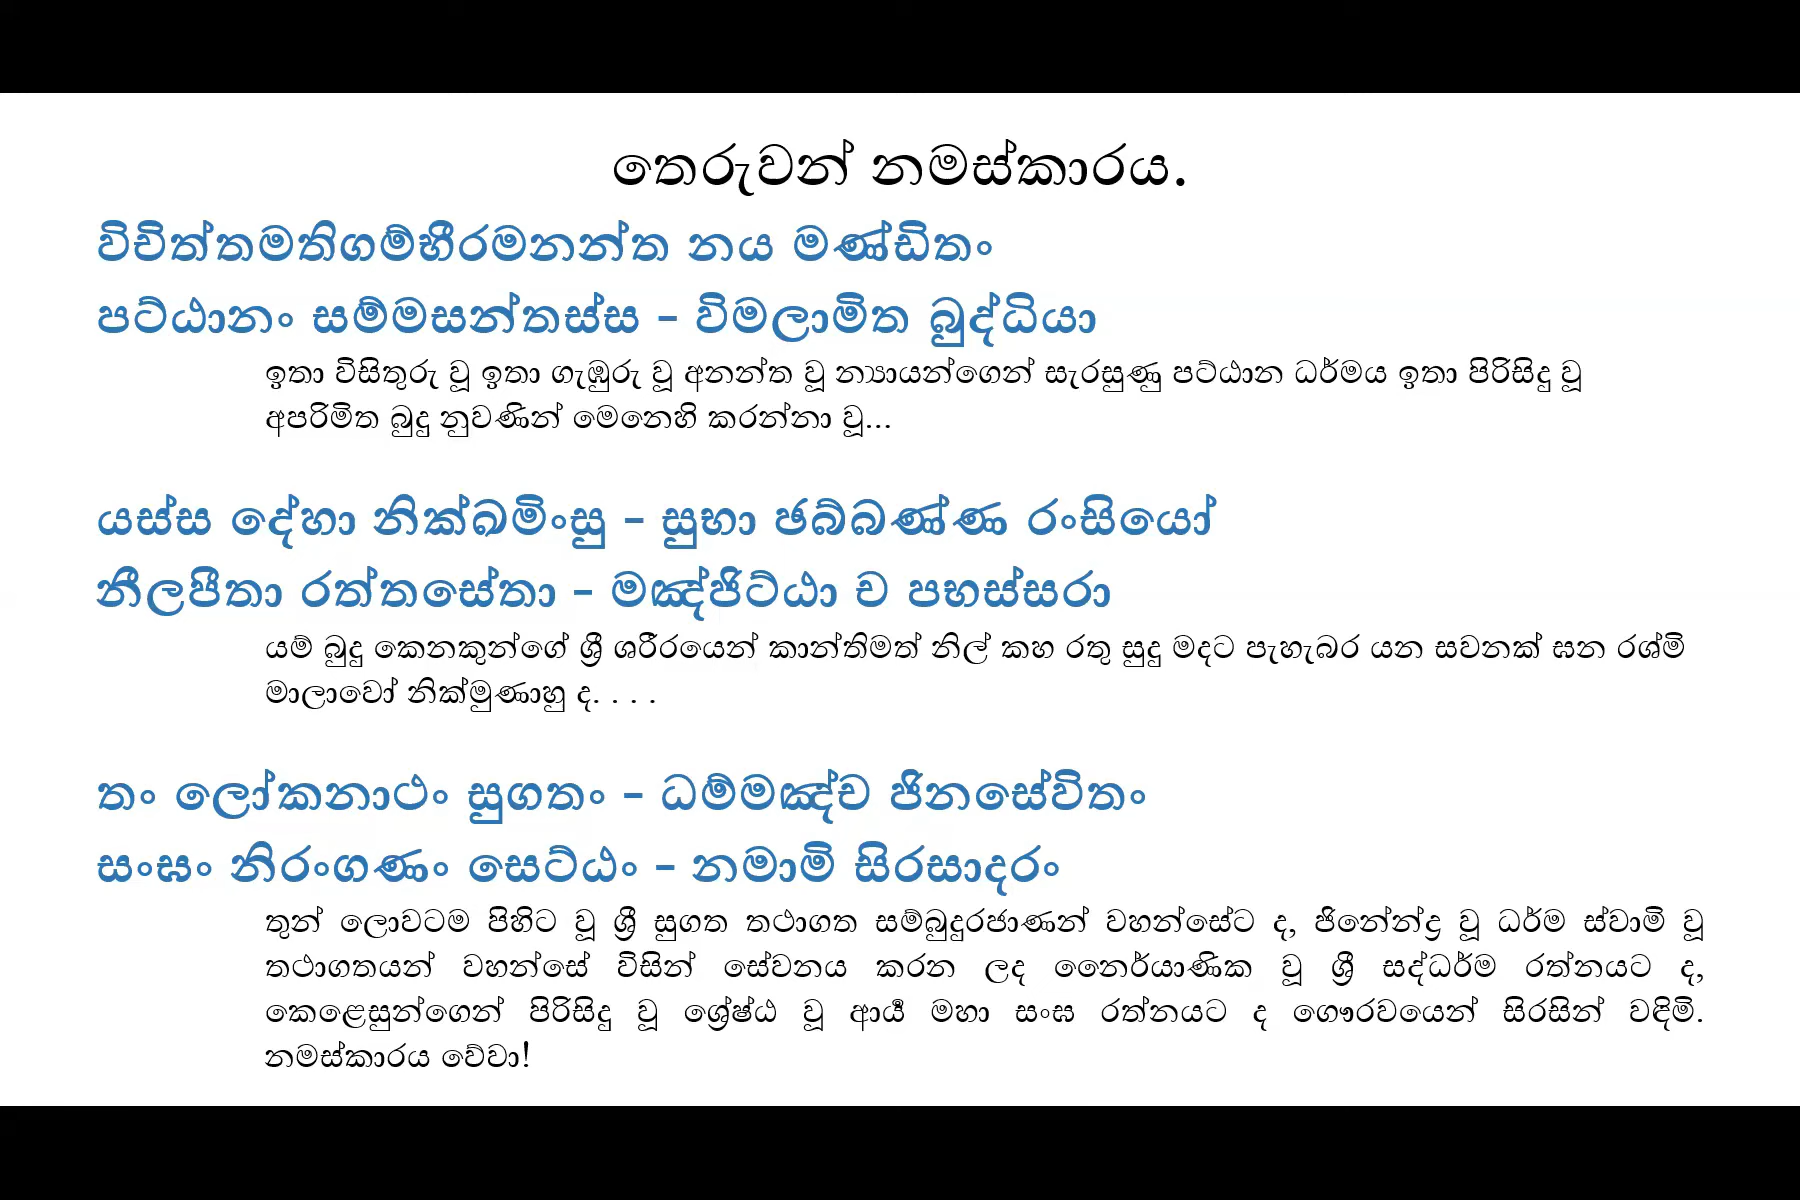 තෙරුවන් නමස්කාරය.
විචිත්තමතිගම්භීරමනන්ත නය මණ්ඩිතං
පට්ඨානං සම්මසන්තස්ස – විමලාමිත බුද්ධියා
ඉතා විසිතුරු වූ ඉතා ගැඹුරු වූ අනන්ත වූ න්‍යායන්ගෙන් සැරසුණු පට්ඨාන ධර්මය ඉතා පිරිසිදු වූ
අපරිමිත බුදු නුවණින් මෙනෙහි කරන්නා වූ...
යස්ස දේහා නික්ඛමිංසු – සුභා ඡබ්බණ්ණ රංසියෝ
නීලපීතා රත්තසේතා – මඤ්ජිට්ඨා ච පභස්සරා
යම් බුදු කෙනකුන්ගේ ශ්‍රී ශරීරයෙන් කාන්තිමත් නිල් කහ රතු සුදු මදට පැහැබර යන සවනක් ඝන රශ්මි
මාලාවෝ නික්මුණාහු ද. . . .
තං ලෝකනාථං සුගතං – ධම්මඤ්ච ජිනසේවිතං
සංඝං නිරංගණං සෙට්ඨං – නමාමි සිරසාදරං
තුන් ලොවටම පිහිට වූ ශ්‍රී සුගත තථාගත සම්බුදුරජාණන් වහන්සේට ද, ජිනේන්ද්‍ර වූ ධර්ම ස්වාමි වූ
තථාගතයන් වහන්සේ විසින් සේවනය කරන ලද නෛර්යාණික වූ ශ්‍රී සද්ධර්ම රත්නයට ද,
කෙළෙසුන්ගෙන් පිරිසිදු වූ ශ්‍රේෂ්ඨ වූ ආර්‍ය මහා සංඝ රත්නයට ද ගෞරවයෙන් සිරසින් වඳිමි.
නමස්කාරය වේවා!